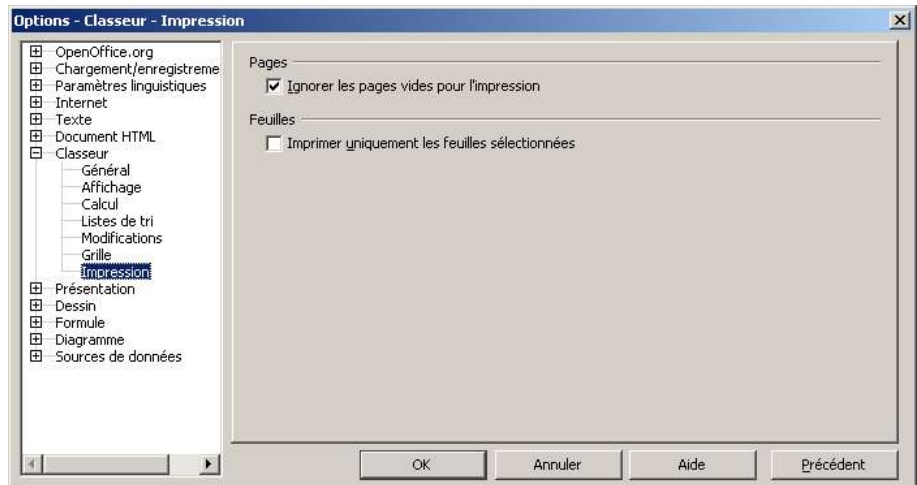 Options - Classeur - Impression
OpenOffice.org
Chargement/enregistreme
Paramètres linguistiques
Internet
Texte
Document HTML
Classeur
Général
Affichage
Calcul
Listes de tri
Modifications
Grille
Impression
Présentation
Dessin
Formule
Diagramme
Sources de données
Pages
Ignorer les pages vides pour l'impression
Feuilles
Imprimer uniquement les feuilles sélectionnées
OK
Annuler
Aide
Précédent